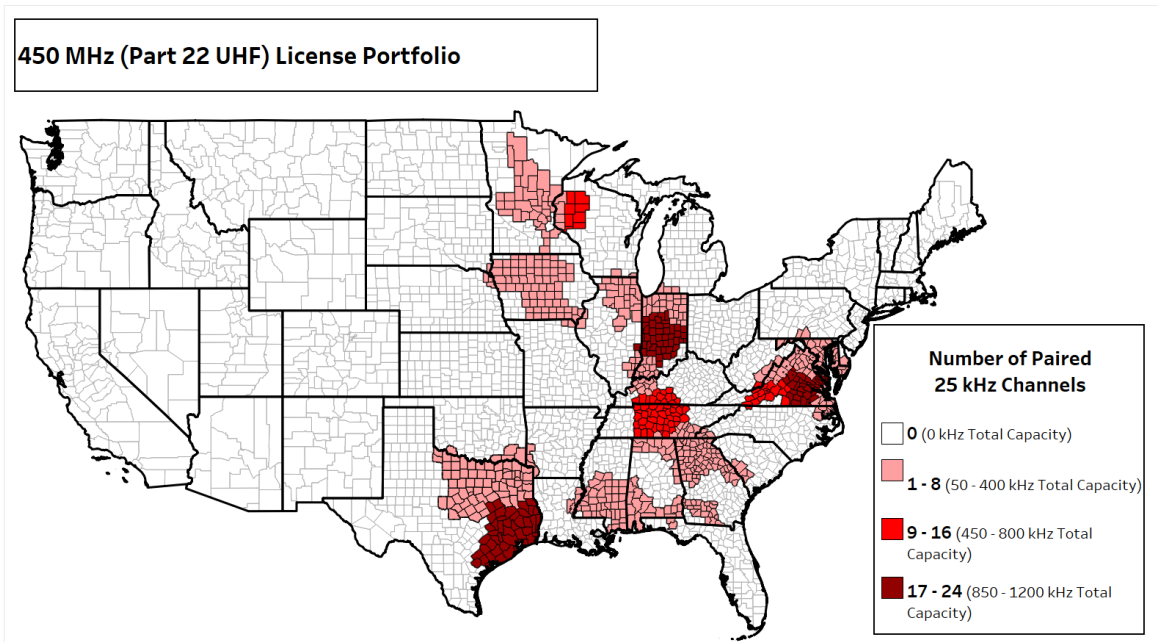 450 MHz (Part 22 UHF) License Portfolio
Number of Paired
25 kHz Channels
0 (0 kHz Total Capacity)
1 - 8 (50 - 400 kHz Total Capacity)
9 - 16 (450 - 800 kHz Total
Capacity)
17 - 24 (850 - 1200 kHz Total
Capacity)